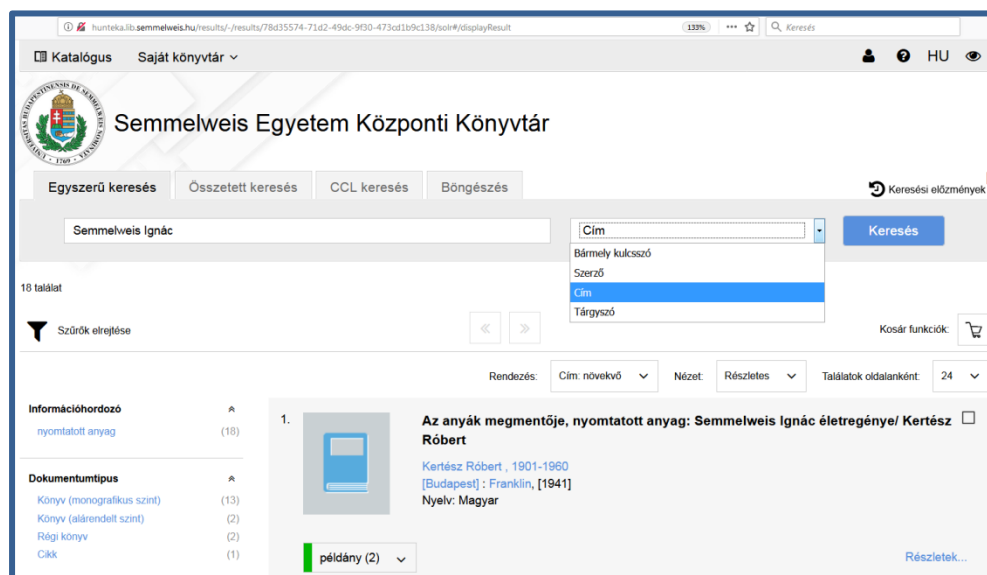 hunteka.lib.semmelweis.hu/results/-/results/78d35574-71d2-49dc-9f30-473cd1b9c138/solr#/displayResult 133% Keresés
Katalógus Saját könyvtár HU
Semmelweis Egyetem Központi Könyvtár
Egyszerű keresés Összetett keresés CCL keresés Böngészés Keresési előzmények
Semmelweis Ignác Cím Keresés
Bármely kulcsszó
Szerző
Cím
Tárgyszó
18 találat
Szűrők elrejtése « » Kosár funkciók:
Rendezés: Cím: növekvő Nézet: Részletes Találatok oldalanként: 24
Információhordozó
nyomtatott anyag (18)
Dokumentumtípus
Könyv (monografikus szint) (13)
Könyv (alárendelt szint) (2)
Régi könyv (2)
Cikk (1)
1. Az anyák megmentője, nyomtatott anyag: Semmelweis Ignác életregénye/ Kertész
Róbert
Kertész Róbert , 1901-1960
[Budapest] : Franklin, [1941]
Nyelv: Magyar
példány (2) Részletek...